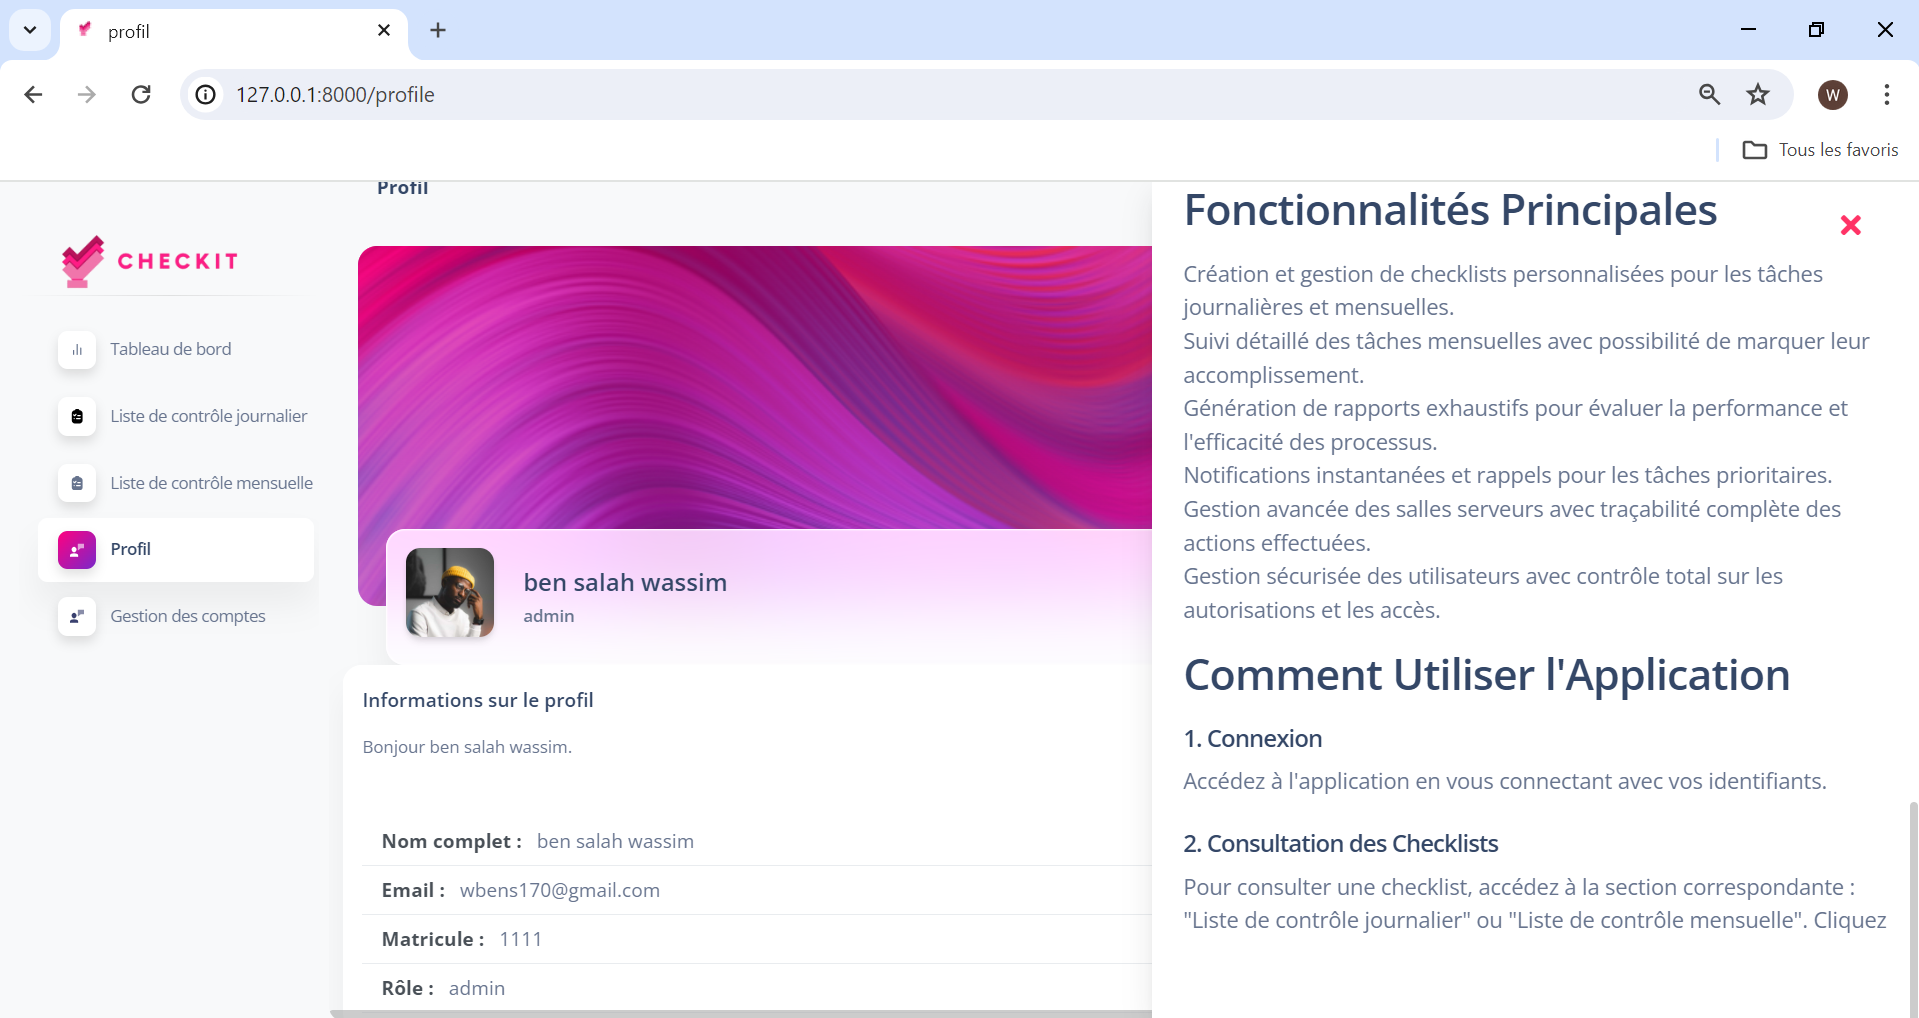 profil
127.0.0.1:8000/profile
W
Tous les favoris
CHECKIT
Tableau de bord
Liste de contrôle journalier
Liste de contrôle mensuelle
Profil
Gestion des comptes
Profil
ben salah wassim
admin
Informations sur le profil
Bonjour ben salah wassim.
Nom complet : ben salah wassim
Email : wbens170@gmail.com
Matricule : 1111
Rôle : admin
Fonctionnalités Principales
Création et gestion de checklists personnalisées pour les tâches
journalières et mensuelles.
Suivi détaillé des tâches mensuelles avec possibilité de marquer leur
accomplissement.
Génération de rapports exhaustifs pour évaluer la performance et
l'efficacité des processus.
Notifications instantanées et rappels pour les tâches prioritaires.
Gestion avancée des salles serveurs avec traçabilité complète des
actions effectuées.
Gestion sécurisée des utilisateurs avec contrôle total sur les
autorisations et les accès.
Comment Utiliser l'Application
1. Connexion
Accédez à l'application en vous connectant avec vos identifiants.
2. Consultation des Checklists
Pour consulter une checklist, accédez à la section correspondante :
"Liste de contrôle journalier" ou "Liste de contrôle mensuelle". Cliquez